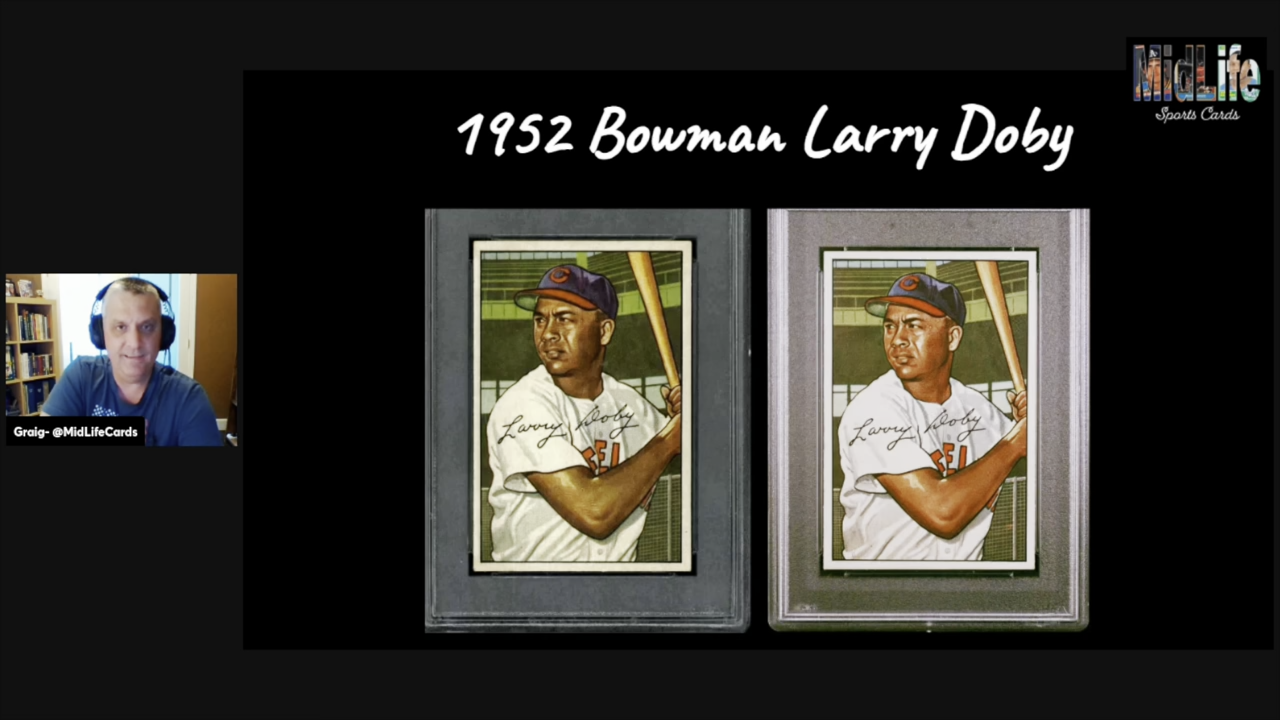 MidLife
Sports Cards
1952 Bowman Larry Doby
C
C
Larry Doby
Larry Doby
Graig- @MidLifeCards